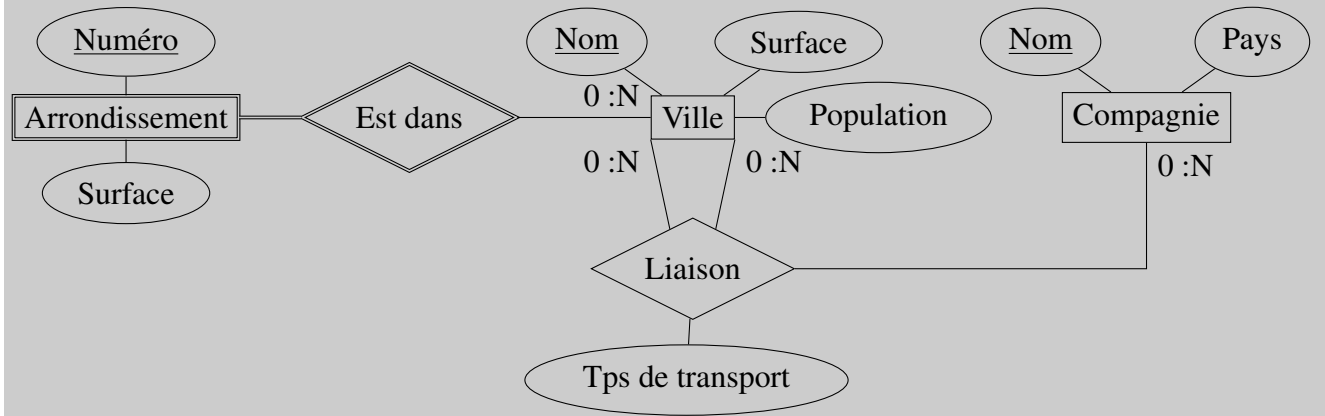 Numéro
Nom
Surface
Nom
Pays
Arrondissement
Est dans
0 :N
Ville
Population
Compagnie
Surface
0 :N
0 :N
0 :N
Liaison
Tps de transport